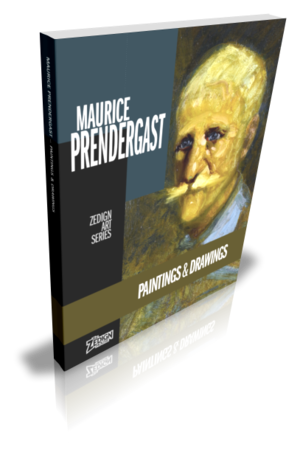 MAURICE
PRENDERGAST
ZEDIGN
ART
SERIES
PAINTINGS & DRAWINGS
ZEDIGN
MAURICE PRENDERGAST - PAINTINGS & DRAWINGS